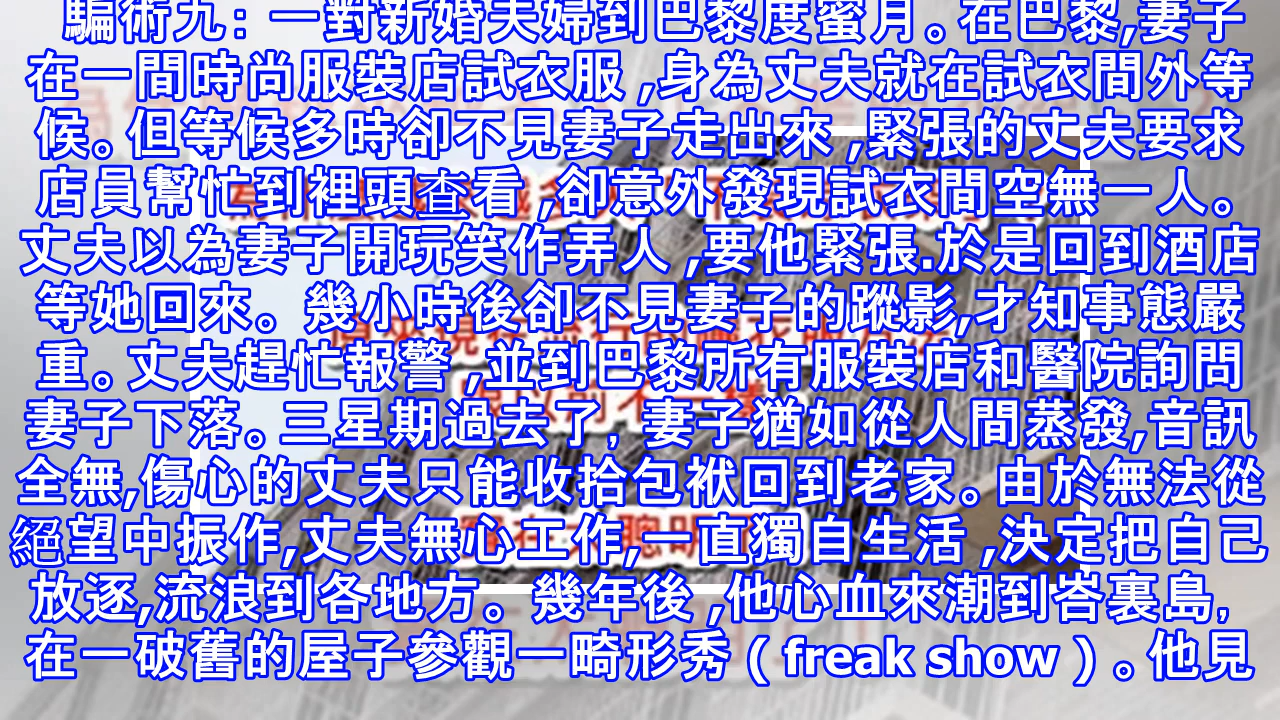 騙術九：一對新婚夫婦到巴黎度蜜月。在巴黎,妻子
在一間時尚服裝店試衣服 ,身為丈夫就在試衣間外等
候。但等候多時卻不見妻子走出來 ,緊張的丈夫要求
店員幫忙到裡頭查看 ,卻意外發現試衣間空無一人。
丈夫以為妻子開玩笑作弄人 ,要他緊張.於是回到酒店
等她回來。幾小時後卻不見妻子的蹤影,才知事態嚴
重。丈夫趕忙報警 ,並到巴黎所有服裝店和醫院詢問
妻子下落。三星期過去了，妻子猶如從人間蒸發,音訊
全無,傷心的丈夫只能收拾包袱回到老家。由於無法從
絕望中振作,丈夫無心工作,一直獨自生活 ,決定把自己
放逐,流浪到各地方。幾年後 ,他心血來潮到峇裏島,
在一破舊的屋子參觀一畸形秀（freak show）。他見